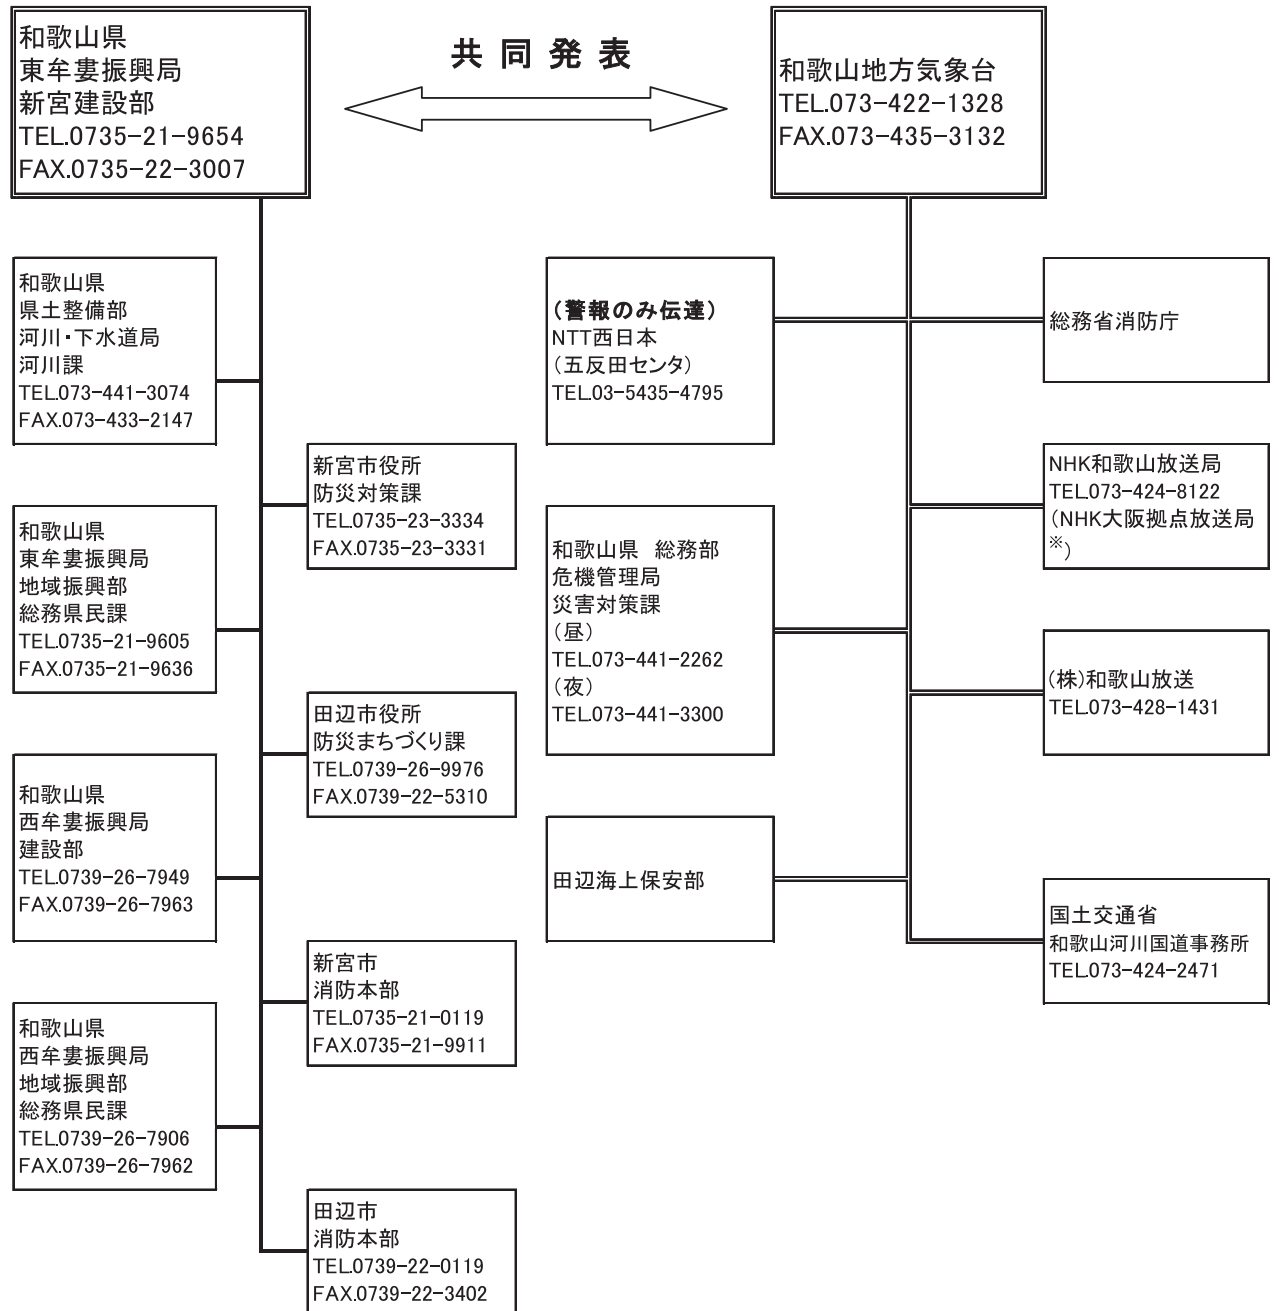 和歌山県
東牟婁振興局
新宮建設部
TEL.0735-21-9654
FAX.0735-22-3007
共同発表
和歌山地方気象台
TEL.073-422-1328
FAX.073-435-3132
和歌山県
県土整備部
河川・下水道局
河川課
TEL.073-441-3074
FAX.073-433-2147
和歌山県
東牟婁振興局
地域振興部
総務県民課
TEL.0735-21-9605
FAX.0735-21-9636
和歌山県
西牟婁振興局
建設部
TEL.0739-26-7949
FAX.0739-26-7963
和歌山県
西牟婁振興局
地域振興部
総務県民課
TEL.0739-26-7906
FAX.0739-26-7962
新宮市役所
防災対策課
TEL.0735-23-3334
FAX.0735-23-3331
田辺市役所
防災まちづくり課
TEL.0739-26-9976
FAX.0739-22-5310
新宮市
消防本部
TEL.0735-21-0119
FAX.0735-21-9911
田辺市
消防本部
TEL.0739-22-0119
FAX.0739-22-3402
(警報のみ伝達)
NTT西日本
(五反田センタ)
TEL.03-5435-4795
和歌山県 総務部
危機管理局
災害対策課
(昼)
TEL.073-441-2262
(夜)
TEL.073-441-3300
田辺海上保安部
総務省消防庁
NHK和歌山放送局
TEL.073-424-8122
(NHK大阪拠点放送局
※)
(株)和歌山放送
TEL.073-428-1431
国土交通省
和歌山河川国道事務所
TEL.073-424-2471